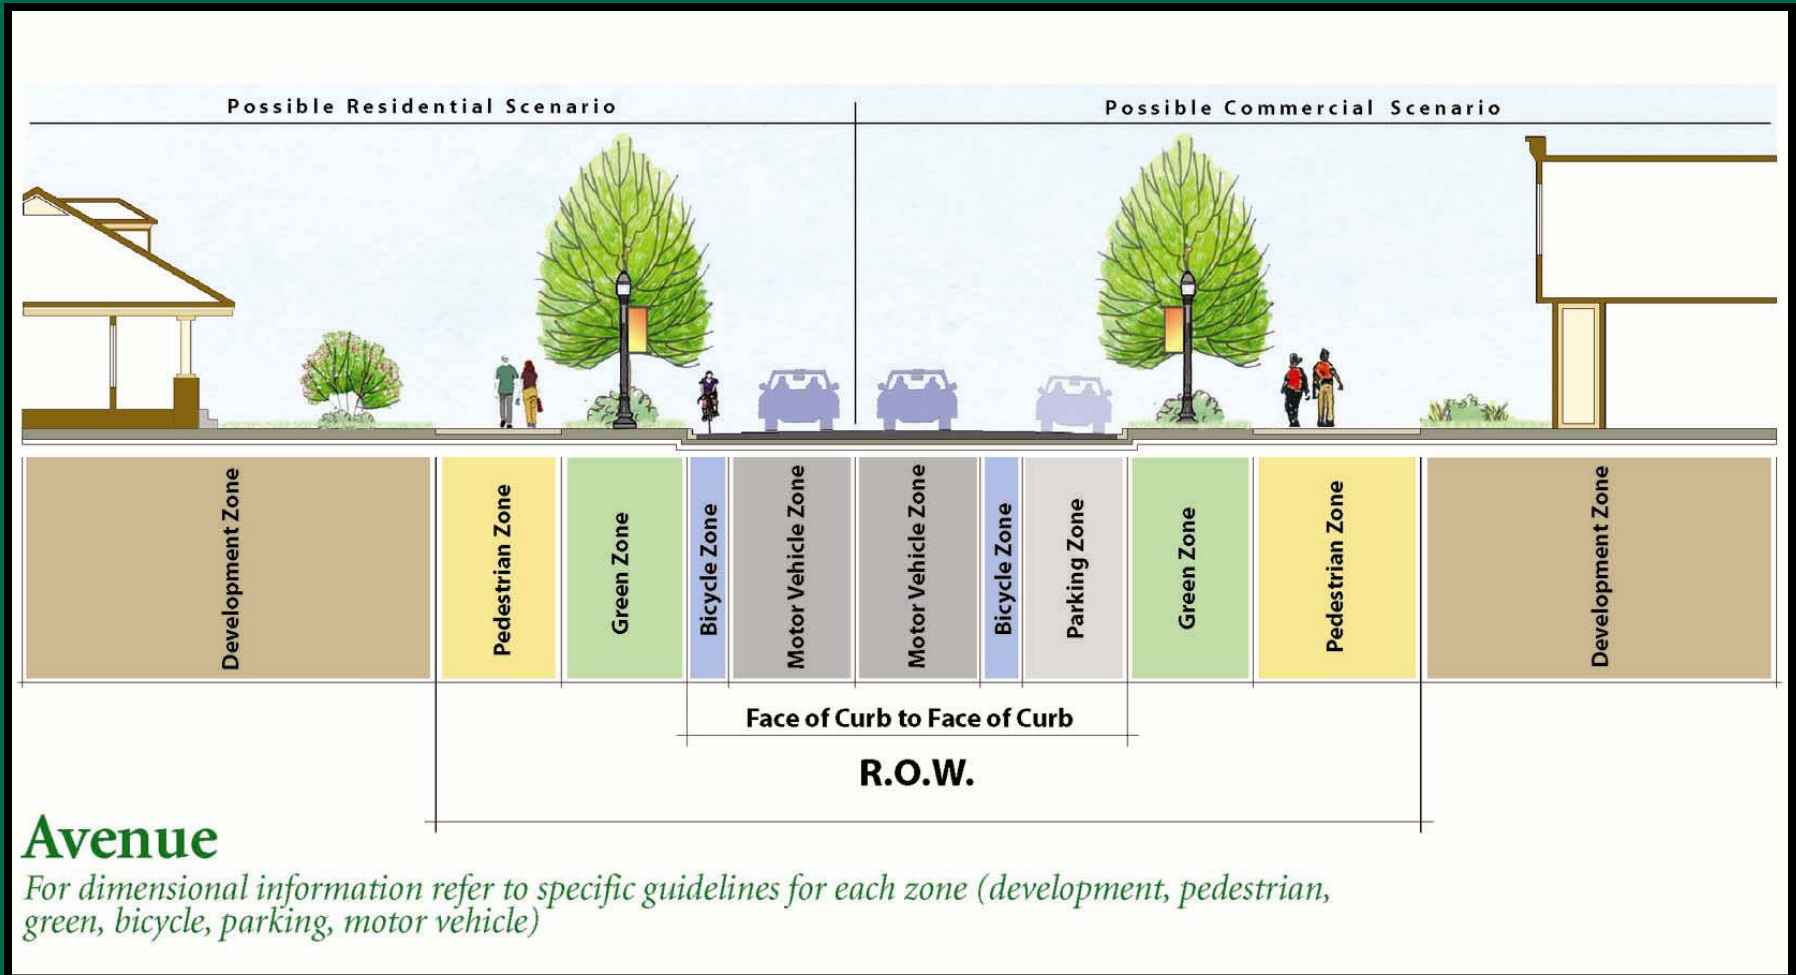 Possible Residential Scenario
Possible Commercial Scenario
Development Zone
Pedestrian Zone
Green Zone
Bicycle Zone
Motor Vehicle Zone
Motor Vehicle Zone
Bicycle Zone
Parking Zone
Green Zone
Pedestrian Zone
Development Zone
Face of Curb to Face of Curb
R.O.W.
Avenue
For dimensional information refer to specific guidelines for each zone (development, pedestrian,
green, bicycle, parking, motor vehicle)